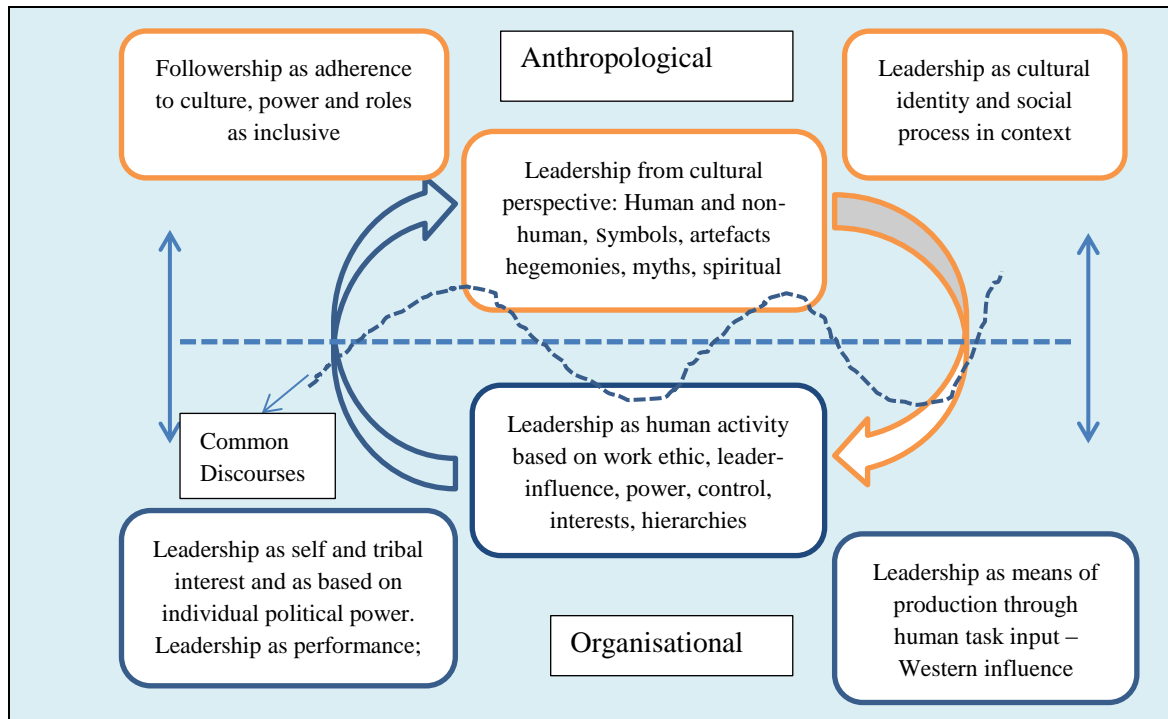 Followership as adherence
to culture, power and roles
as inclusive
Anthropological
Leadership as cultural
identity and social
process in context
Leadership from cultural
perspective: Human and non-
human, Symbols, artefacts
hegemonies, myths, spiritual
Common
Discourses
Leadership as human activity
based on work ethic, leader-
influence, power, control,
interests, hierarchies
Leadership as self and tribal
interest and as based on
individual political power.
Leadership as performance;
Organisational
Leadership as means of
production through
human task input –
Western influence